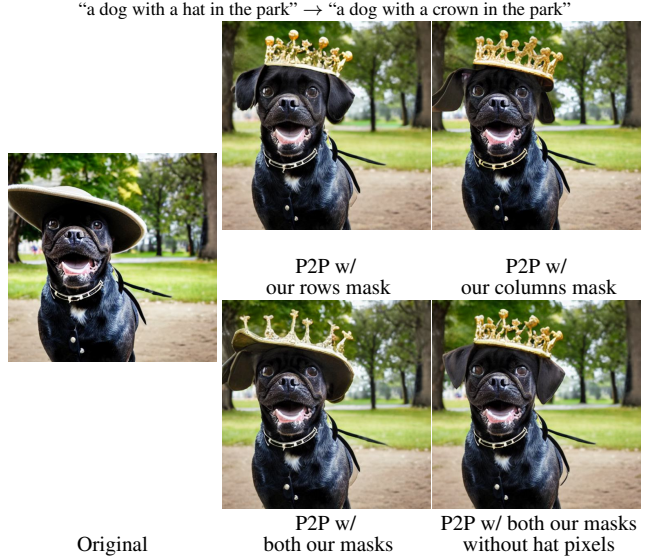 “a dog with a hat in the park” → “a dog with a crown in the park”
P2P w/
our rows mask
P2P w/
our columns mask
Original
P2P w/
both our masks
P2P w/ both our masks
without hat pixels